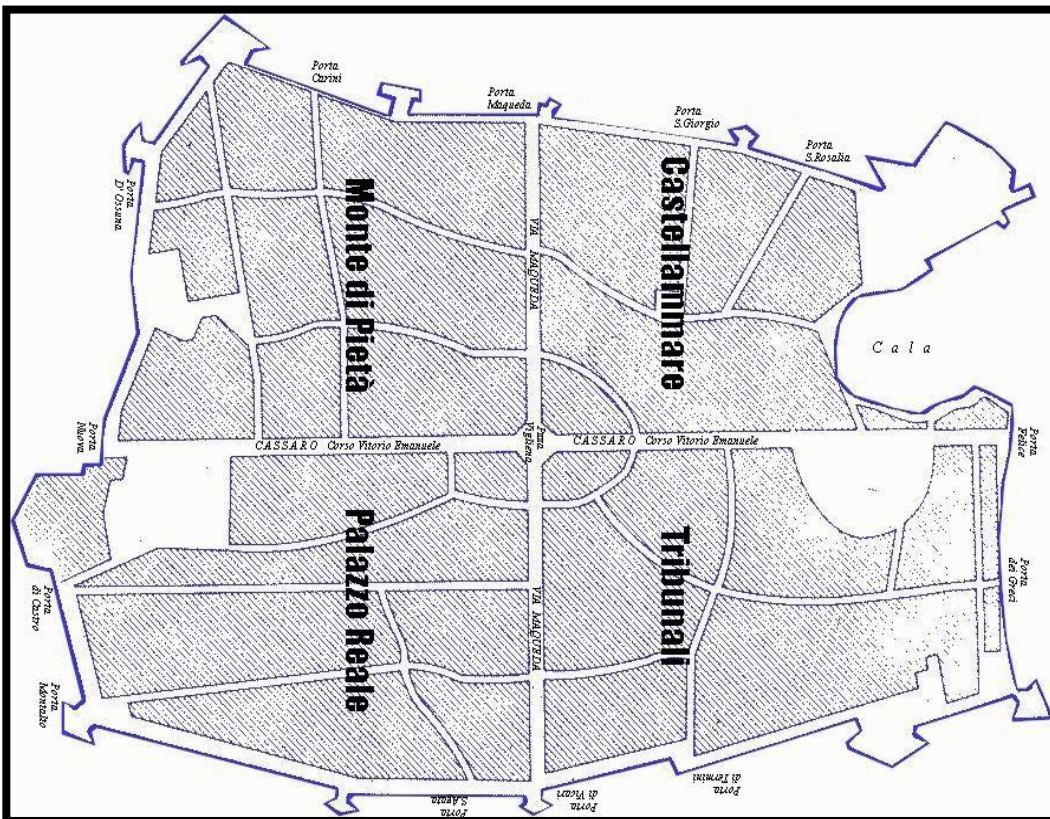 Porta
Carini
Porta
Maqueda
Porta
S.Giorgio
Porta
S.Rosalia
Porta
D'Ossuna
Monte di Pietà
VIA MAQUEDA
Castellammare
Cala
Porta
Nuova
CASSARO Corso Vitorio Emanuele
Pzza
Vigliena
CASSARO Corso Vitorio Emanuele
Porta
Felice
Palazzo Reale
Tribunali
Porta
di Castro
VIA MAQUEDA
Porta
dei Greci
Porta
Montalto
Porta
S.Agata
Porta
di Vicari
Porta
di Termini